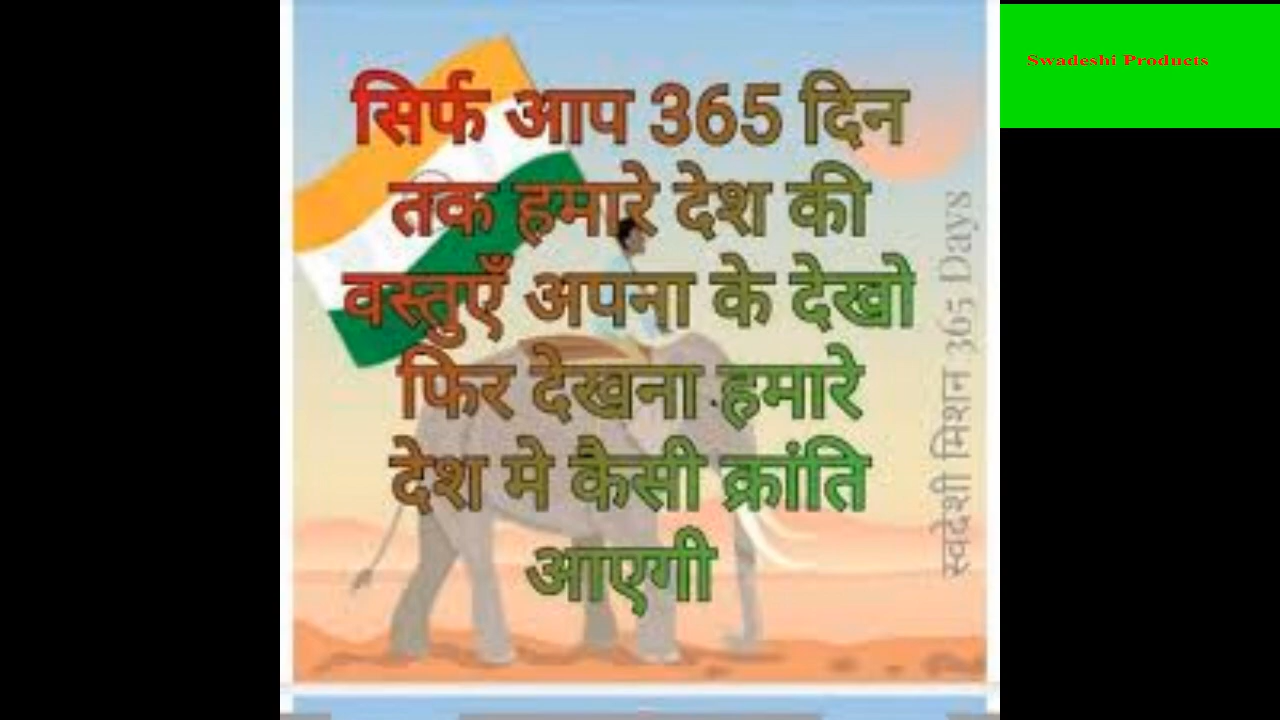 सिर्फ आप 365 दिन
तक हमारे देश की
वस्तुएँ अपना के देखो
फिर देखना हमारे
देश मे कैसी क्रांति
आएगी
स्वदेशी मिशन 365 Days
Swadeshi Products